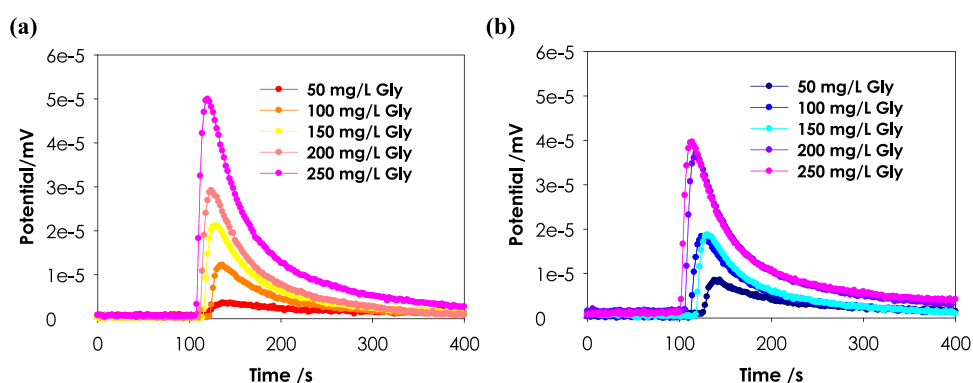 (a)
6e-5
5e-5
4e-5
3e-5
2e-5
1e-5
0
Potential/mV
50 mg/L Gly
100 mg/L Gly
150 mg/L Gly
200 mg/L Gly
250 mg/L Gly
0 100 200 300 400
Time /s
(b)
6e-5
5e-5
4e-5
3e-5
2e-5
1e-5
0
Potential/mV
50 mg/L Gly
100 mg/L Gly
150 mg/L Gly
200 mg/L Gly
250 mg/L Gly
0 100 200 300 400
Time /s